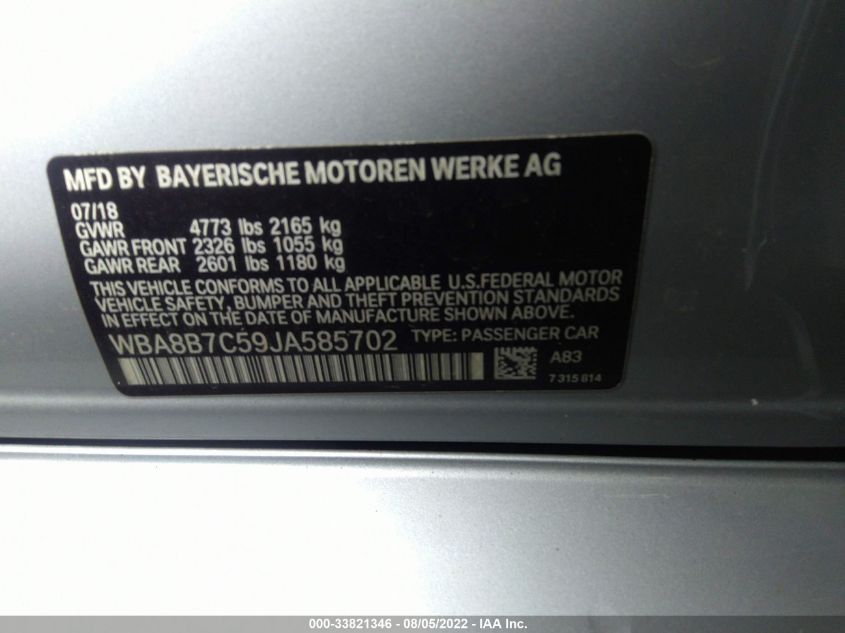 MFD BY BAYERISCHE MOTOREN WERKE AG
07/18
GVWR 4773 lbs 2165 kg
GAWR FRONT 2326 lbs 1055 kg
GAWR REAR 2601 lbs 1180 kg
THIS VEHICLE CONFORMS TO ALL APPLICABLE U.S.FEDERAL MOTOR
VEHICLE SAFETY, BUMPER AND THEFT PREVENTION STANDARDS
IN EFFECT ON THE DATE OF MANUFACTURE SHOWN ABOVE.
WBA8B7C59JA585702 TYPE: PASSENGER CAR
A83
7 315 814
000-33821346 - 08/05/2022 - IAA Inc.